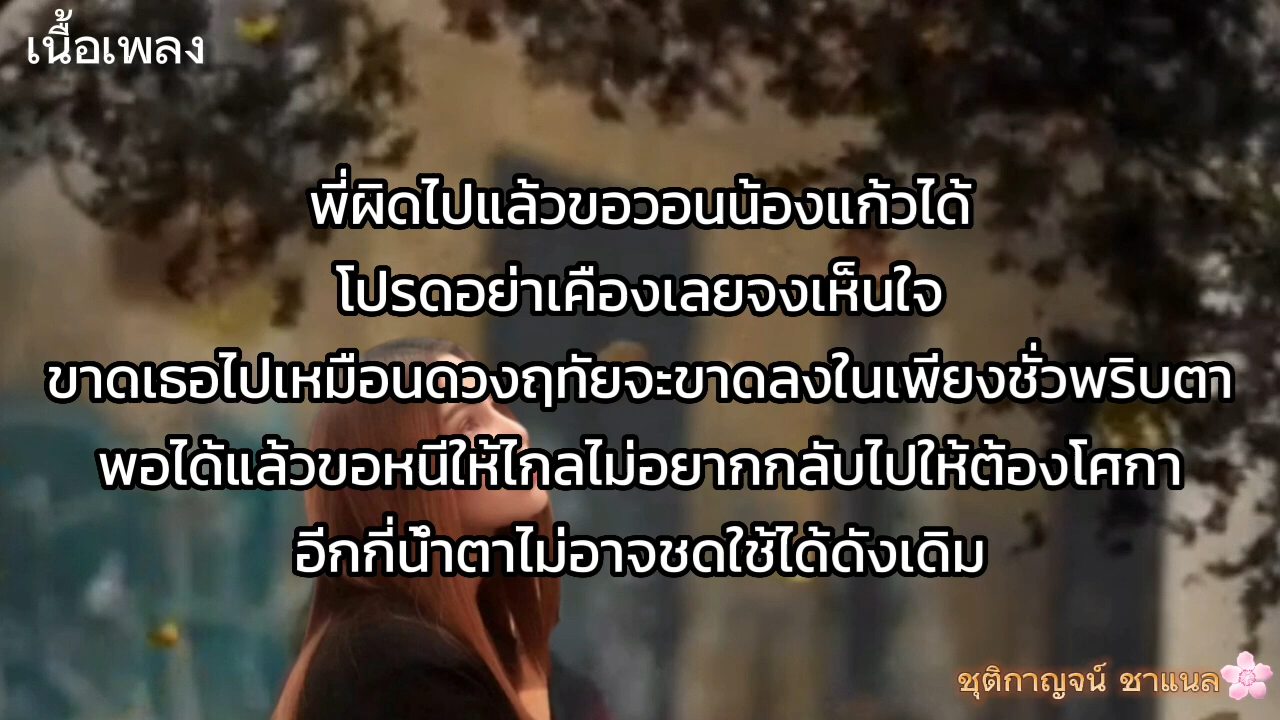 เนื้อเพลง
พี่ผิดไปแล้วขอวอนน้องแก้วได้
โปรดอย่าเคืองเลยจงเห็นใจ
ขาดเธอไปเหมือนดวงฤทัยจะขาดลงในเพียงชั่วพริบตา
พอได้แล้วขอหนีให้ไกลไม่อยากกลับไปให้ต้องโศกา
อีกกี่น้ำตาไม่อาจชดใช้ได้ดังเดิม
ชุติกาญจน์ ชาแนล